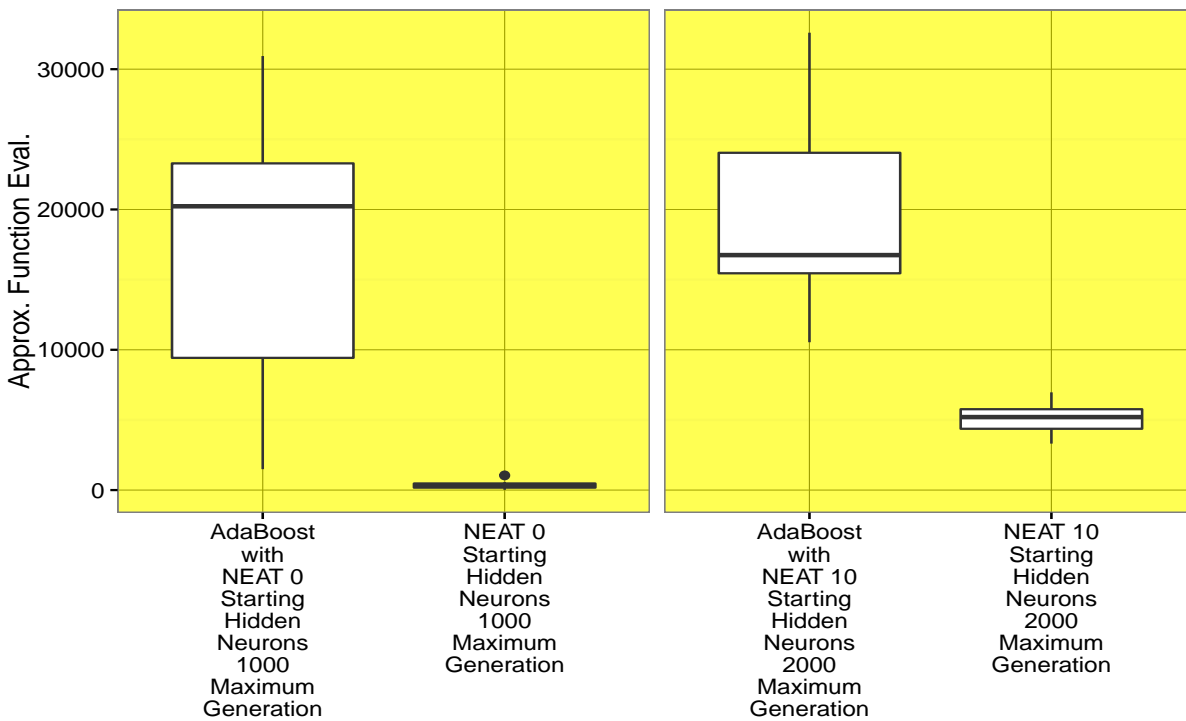 Approx. Function Eval.
30000
20000
10000
0
AdaBoost
with
NEAT 0
Starting
Hidden
Neurons
1000
Maximum
Generation
NEAT 0
Starting
Hidden
Neurons
1000
Maximum
Generation
AdaBoost
with
NEAT 10
Starting
Hidden
Neurons
2000
Maximum
Generation
NEAT 10
Starting
Hidden
Neurons
2000
Maximum
Generation